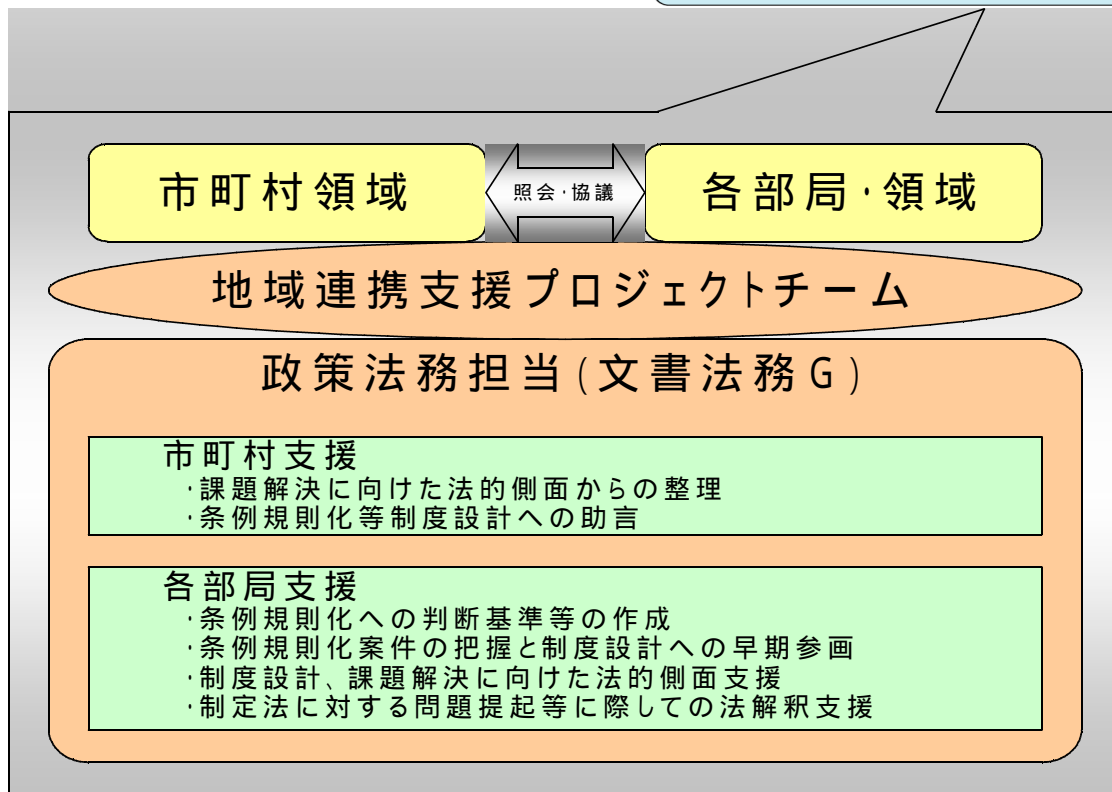 市町村領域
照会・協議
各部局・領域
地域連携支援プロジェクトチーム
政策法務担当(文書法務G)
市町村支援
・課題解決に向けた法的側面からの整理
・条例規則化等制度設計への助言
各部局支援
・条例規則化への判断基準等の作成
・条例規則化案件の把握と制度設計への早期参画
・制度設計、課題解決に向けた法的側面支援
・制定法に対する問題提起等に際しての法解釈支援